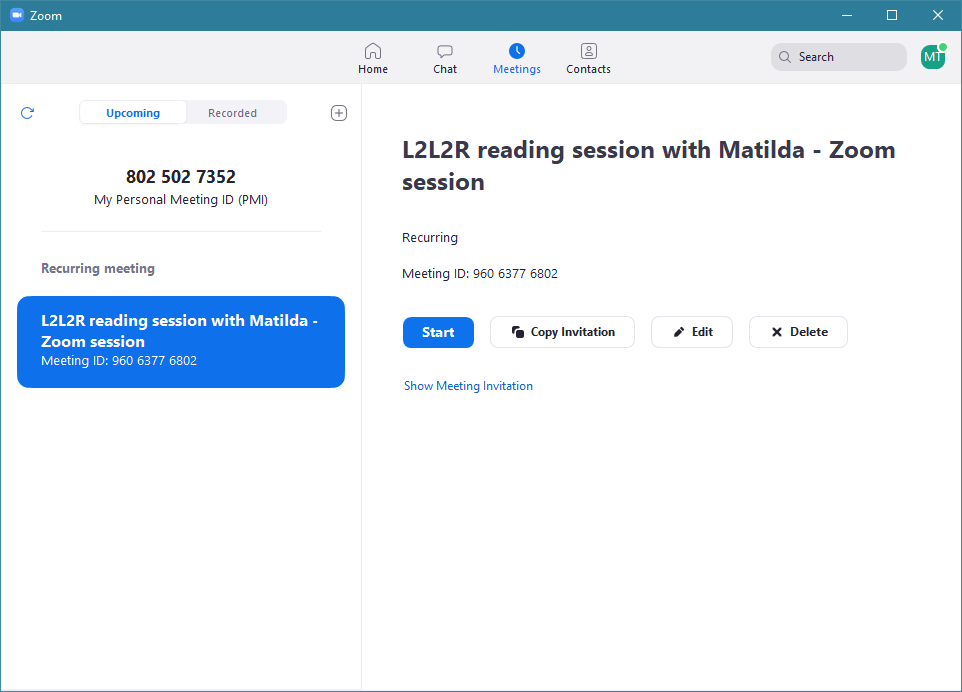 Zoom
Home
Chat
Meetings
Contacts
Search
MT
Upcoming
Recorded
802 502 7352
My Personal Meeting ID (PMI)
Recurring meeting
L2L2R reading session with Matilda -
Zoom session
Meeting ID: 960 6377 6802
L2L2R reading session with Matilda - Zoom
session
Recurring
Meeting ID: 960 6377 6802
Start
Copy Invitation
Edit
Delete
Show Meeting Invitation